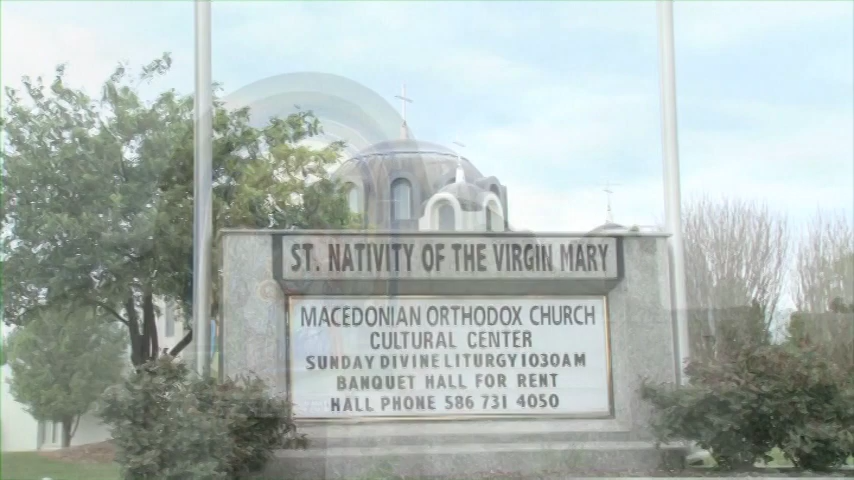 ST. NATIVITY OF THE VIRGIN MARY
MACEDONIAN ORTHODOX CHURCH
CULTURAL CENTER
SUNDAY DIVINE LITURGY 1030AM
BANQUET HALL FOR RENT
HALL PHONE 586 731 4050